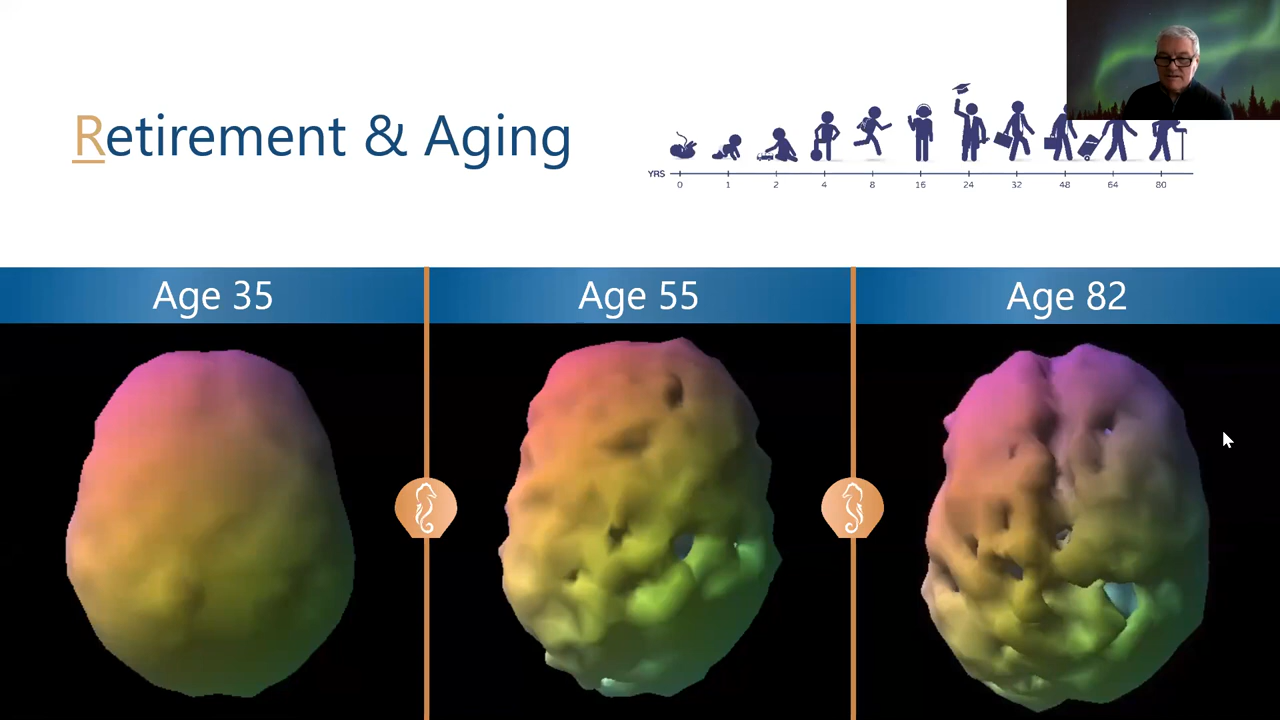 Retirement & Aging
YRS 0 1 2 4 8 16 24 32 48 64 80
Age 35 Age 55 Age 82